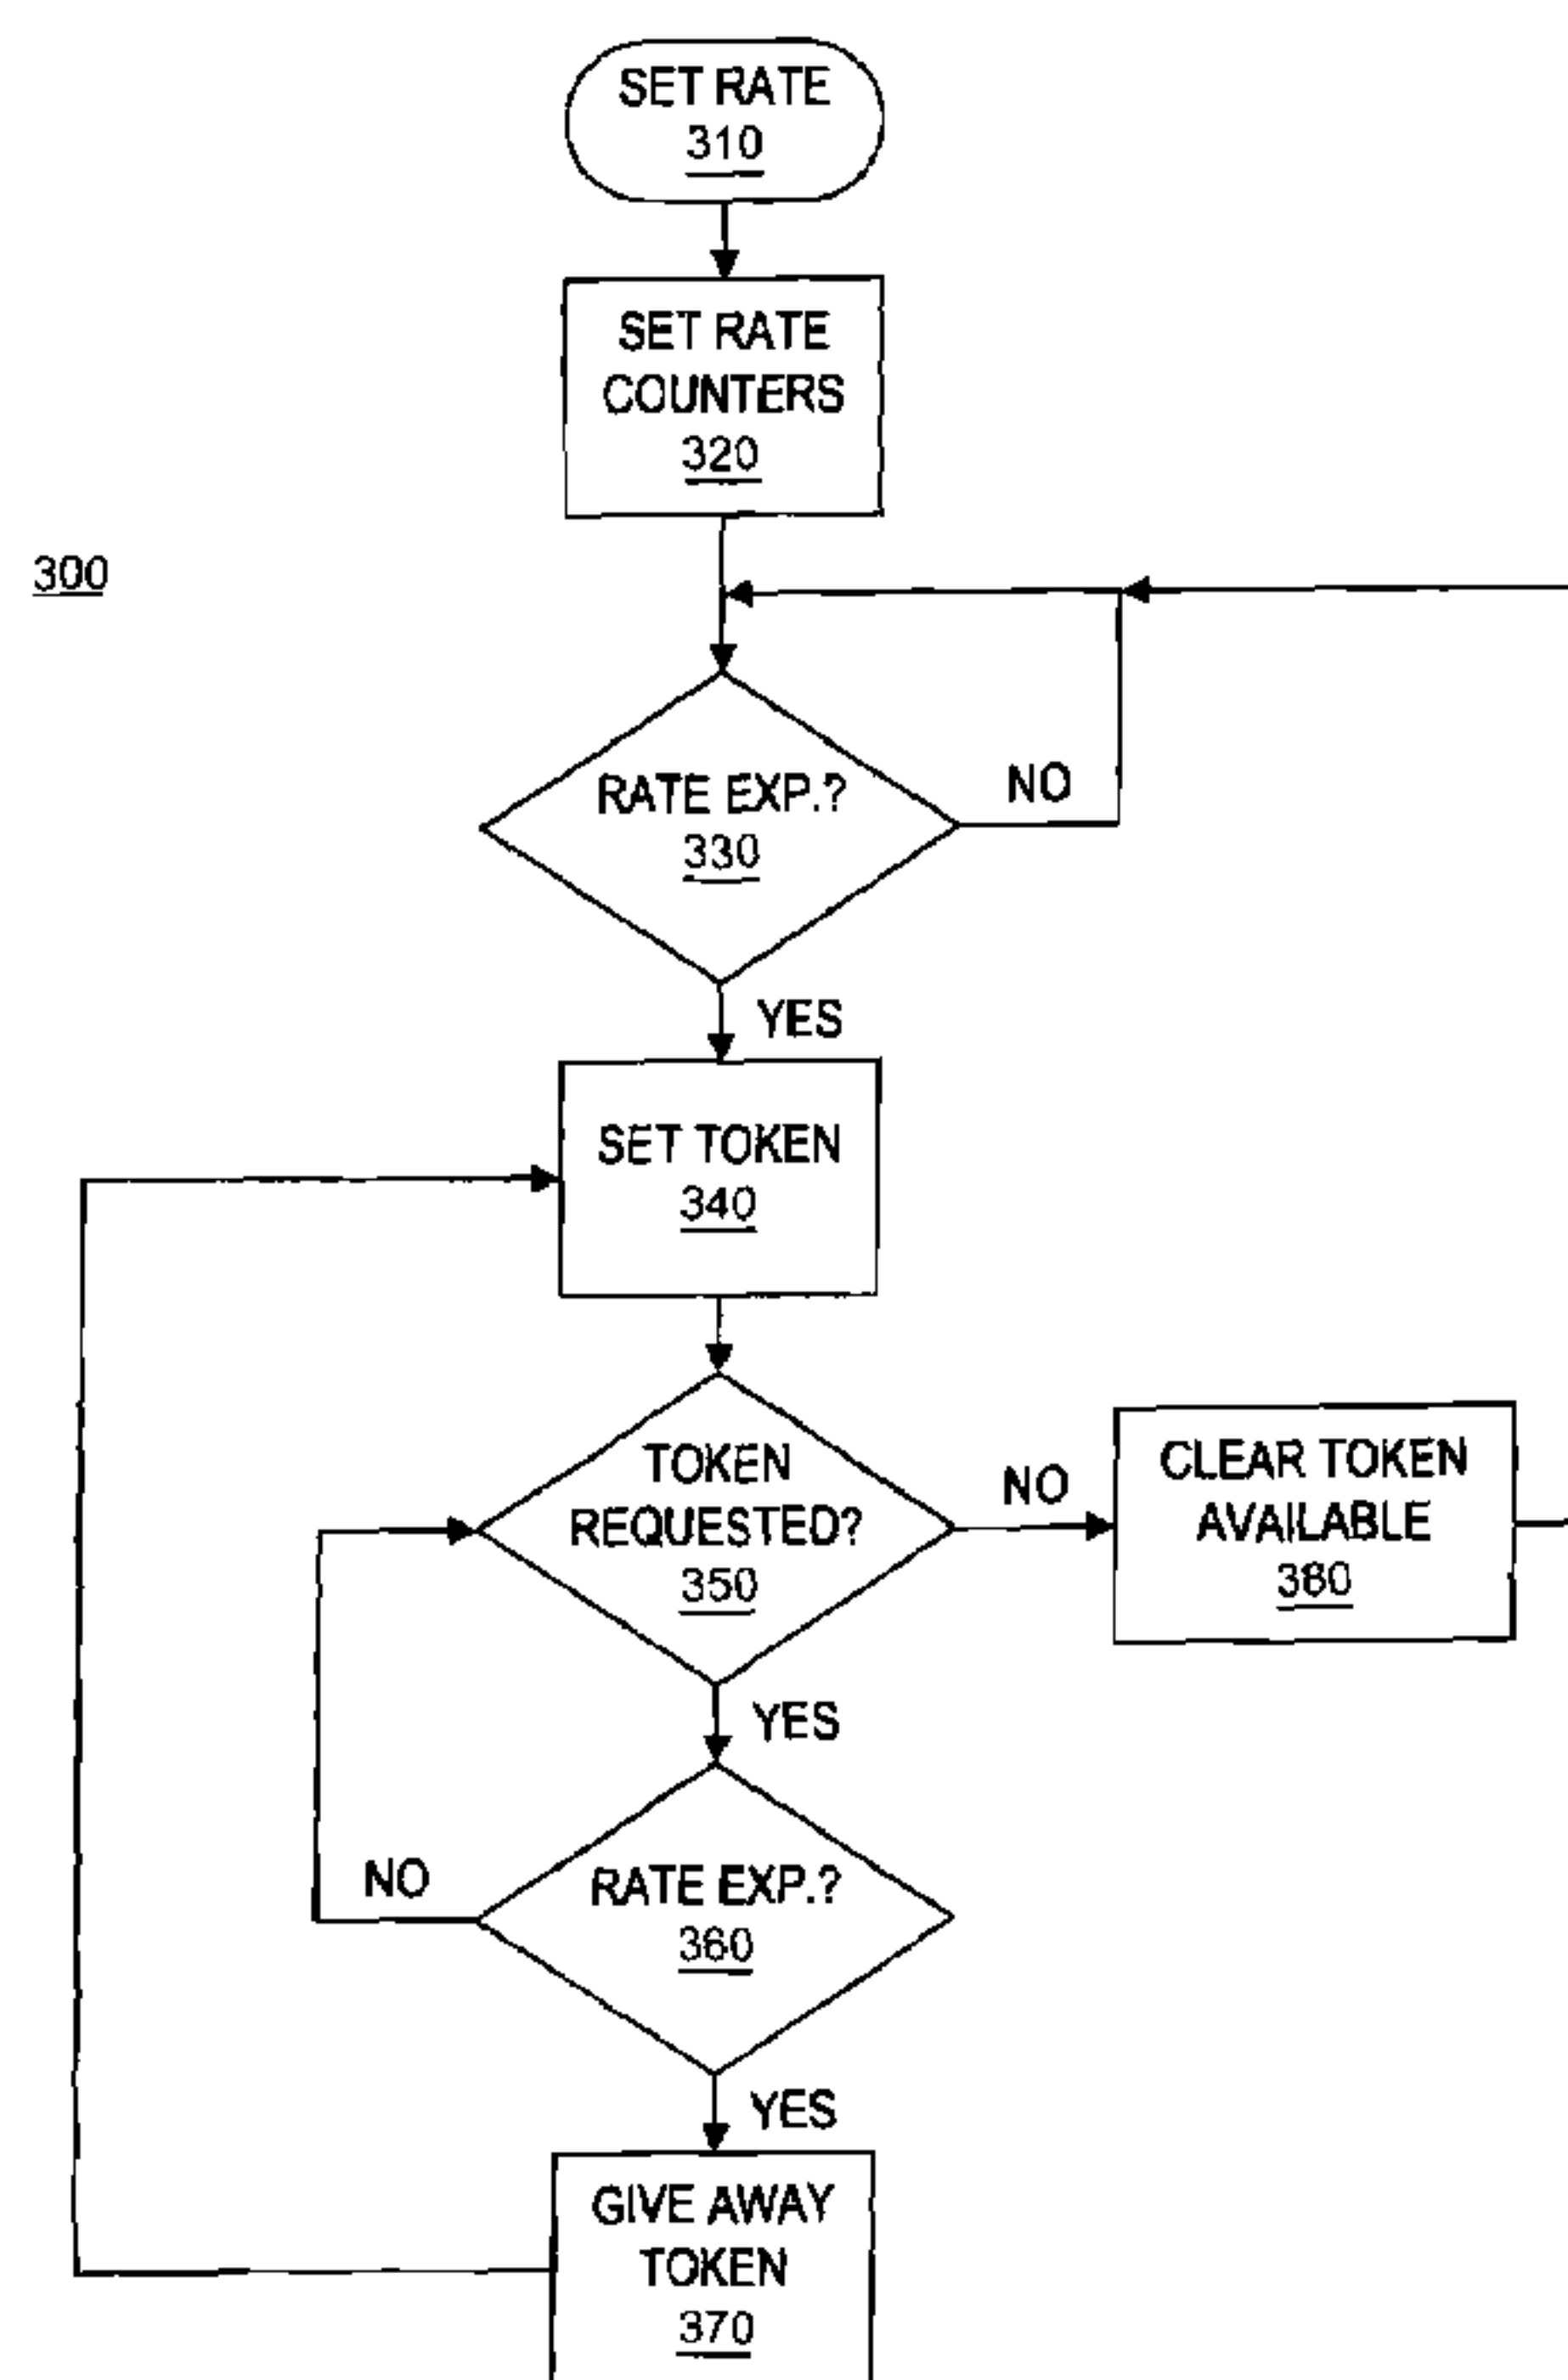 SET RATE
310
SET RATE
COUNTERS
320
300
RATE EXP.?
330
NO
YES
SET TOKEN
340
TOKEN
REQUESTED?
350
NO
CLEAR TOKEN
AVAILABLE
380
YES
RATE EXP.?
360
NO
YES
GIVE AWAY
TOKEN
370